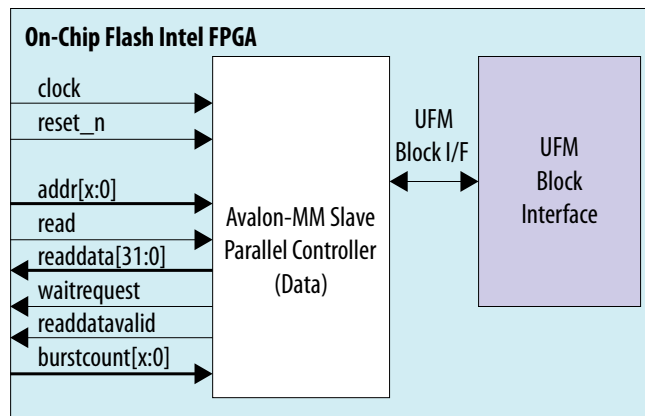 On-Chip Flash Intel FPGA
clock
reset_n
addr[x:0]
read
readdata[31:0]
waitrequest
readdatavalid
burstcount[x:0]
Avalon-MM Slave
Parallel Controller
(Data)
UFM
Block I/F
UFM
Block
Interface